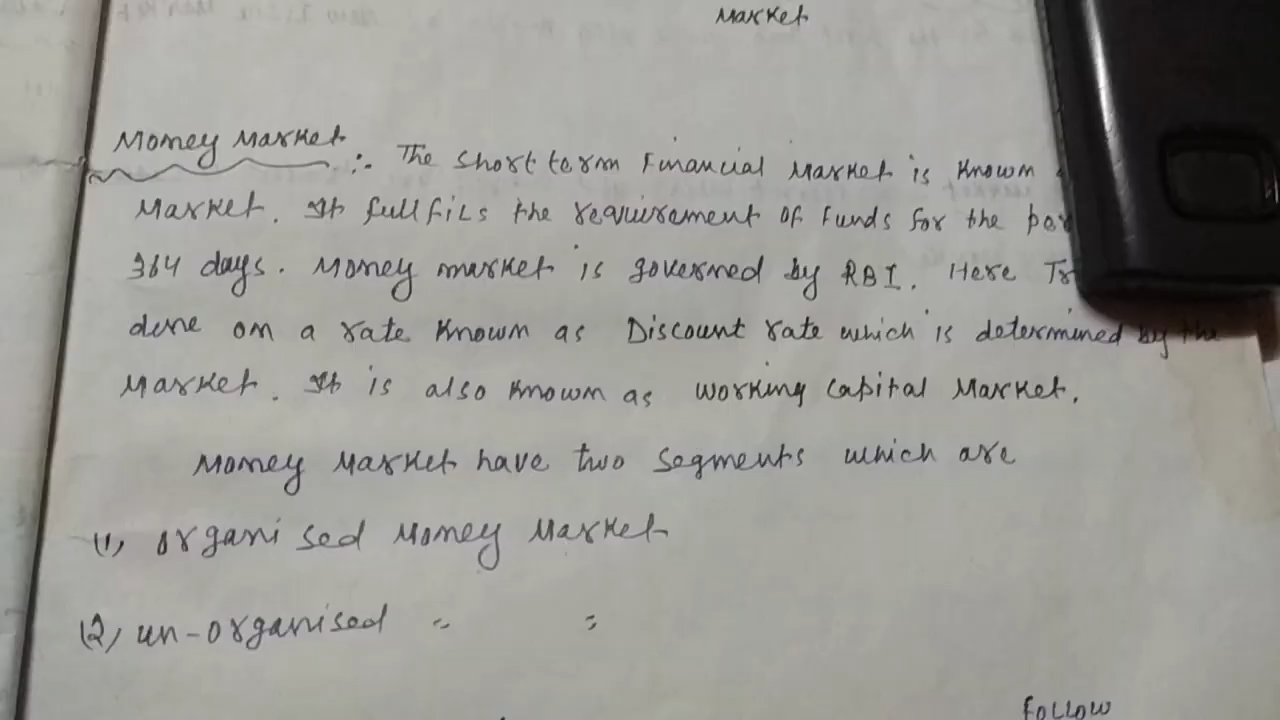 Market
Money Market :- The short term Financial Market is known
Market. It fullfils the requirement of Funds for the
364 days. Money market is governed by RBI. Here
done on a rate known as Discount rate which is determined by the
Market. It is also known as working capital Market.
Money Market have two segments which are
(1), organised Money Market
(2), un-organised " "
Follow